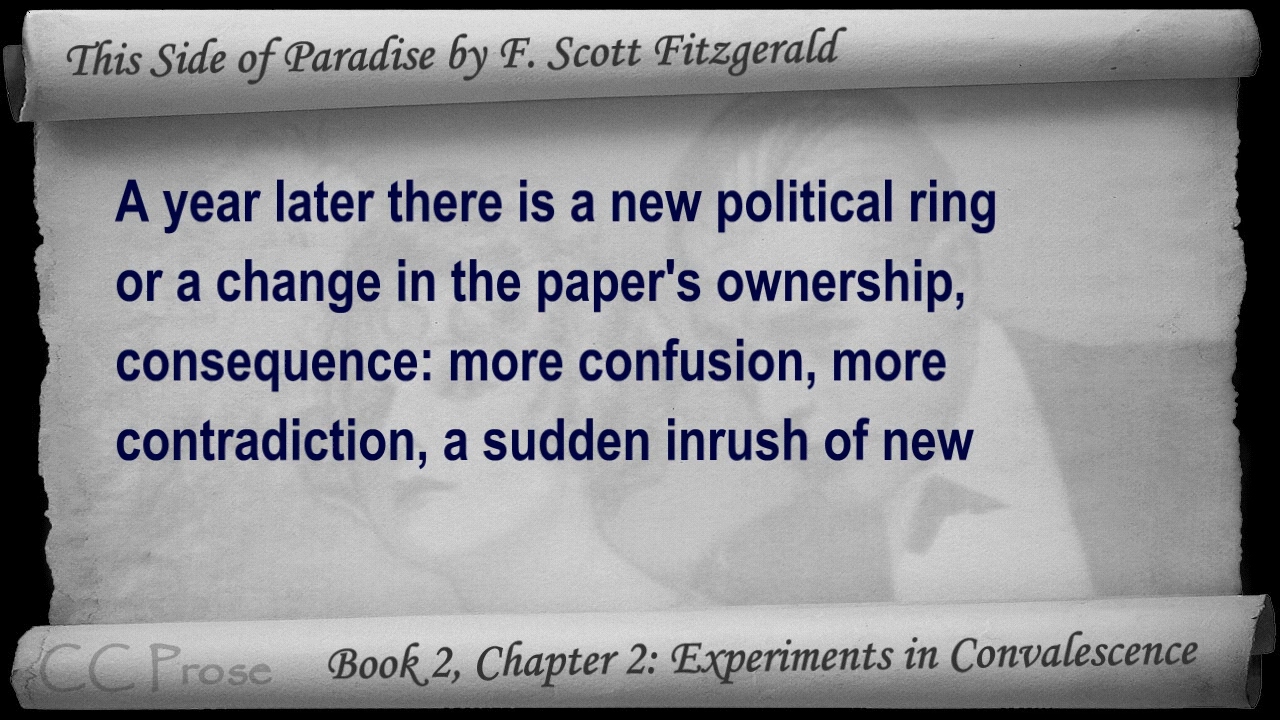 This Side of Paradise by F. Scott Fitzgerald
A year later there is a new political ring
or a change in the paper's ownership,
consequence: more confusion, more
contradiction, a sudden inrush of new
CC Prose
Book 2, Chapter 2: Experiments in Convalescence